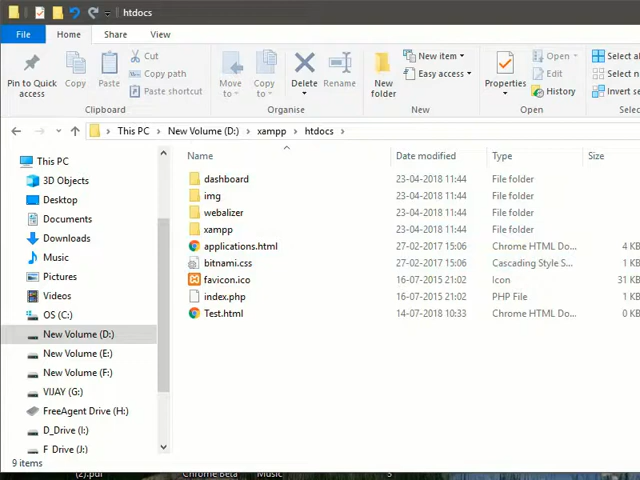 htdocs
File Home Share View
Pin to Quick access
Copy
Paste
Cut
Copy path
Paste shortcut
Clipboard
Move to
Copy to
Delete
Rename
Organise
New folder
New item
Easy access
New
Properties
Open
Edit
History
Open
Select
Select
Invert
This PC New Volume (D:) xampp htdocs
Name Date modified Type Size
This PC
3D Objects
Desktop
Documents
Downloads
Music
Pictures
Videos
OS (C:)
New Volume (D:)
New Volume (E:)
New Volume (F:)
VIJAY (G:)
FreeAgent Drive (H:)
D_Drive (I:)
F_Drive (J:)
dashboard 23-04-2018 11:44 File folder
img 23-04-2018 11:44 File folder
webalizer 23-04-2018 11:44 File folder
xampp 23-04-2018 11:44 File folder
applications.html 27-02-2017 15:06 Chrome HTML Do... 4 KB
bitnami.css 27-02-2017 15:06 Cascading Style S... 1 KB
favicon.ico 16-07-2015 21:02 Icon 31 KB
index.php 16-07-2015 21:02 PHP File 1 KB
Test.html 14-07-2018 10:33 Chrome HTML Do... 1 KB
9 items